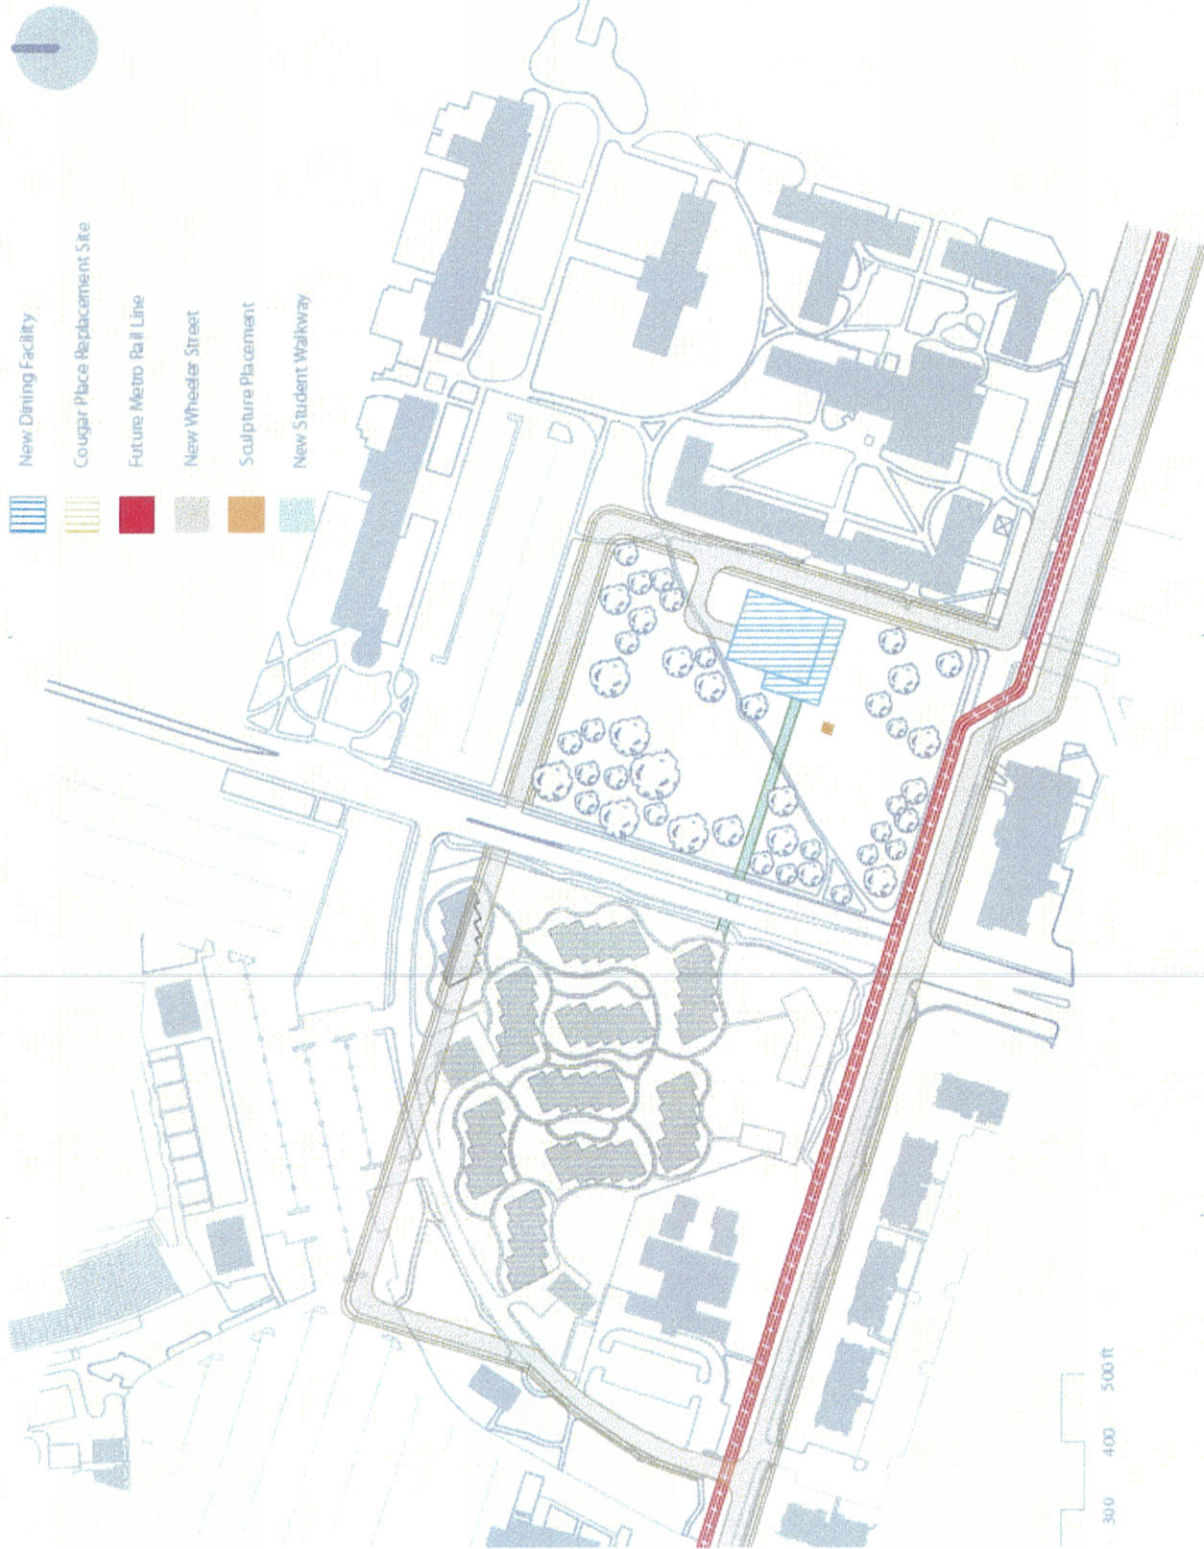 New Dining Facility
Cougar Place Replacement Site
Future Metro Rail Line
New Wheeler Street
Sculpture Placement
New Student Walkway
300 400 500 ft